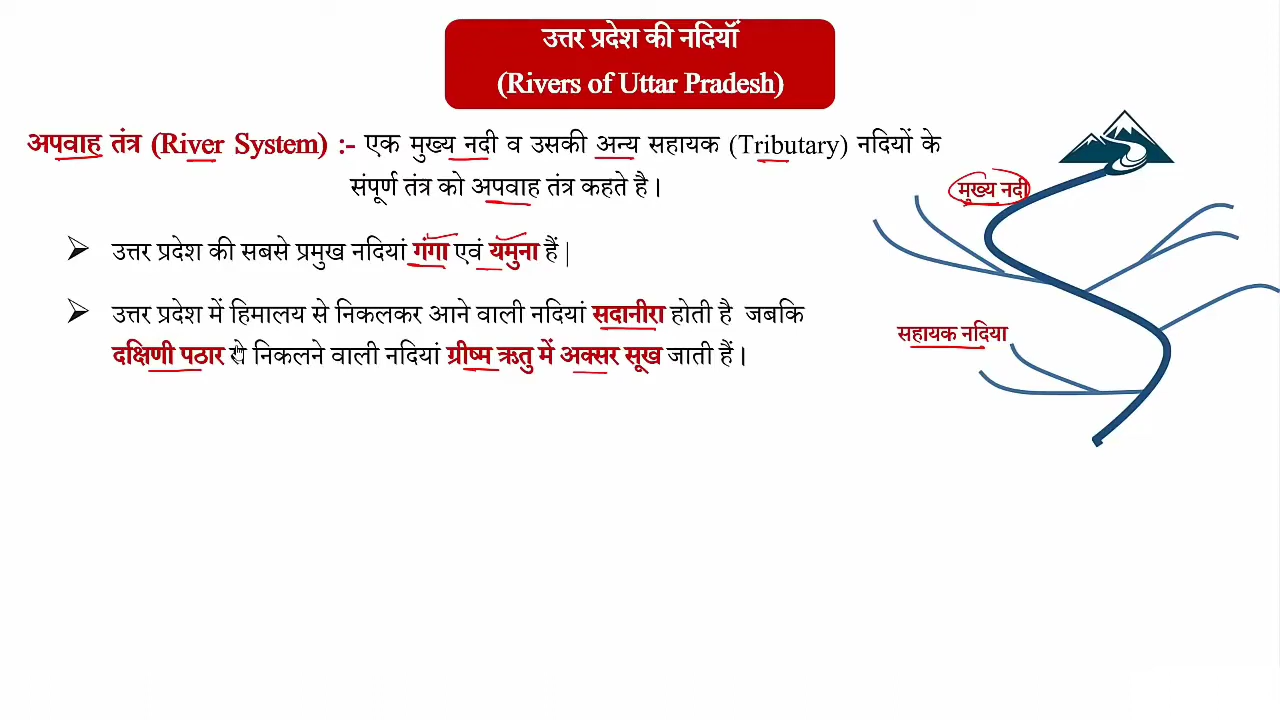 उत्तर प्रदेश की नदियाॅं
(Rivers of Uttar Pradesh)
अपवाह तंत्र (River System) :- एक मुख्य नदी व उसकी अन्य सहायक (Tributary) नदियों के
संपूर्ण तंत्र को अपवाह तंत्र कहते है।
मुख्य नदी
➢ उत्तर प्रदेश की सबसे प्रमुख नदियां गंगा एवं यमुना हैं |
➢ उत्तर प्रदेश में हिमालय से निकलकर आने वाली नदियां सदानीरा होती है जबकि
दक्षिणी पठार से निकलने वाली नदियां ग्रीष्म ऋतु में अक्सर सूख जाती हैं।
सहायक नदिया